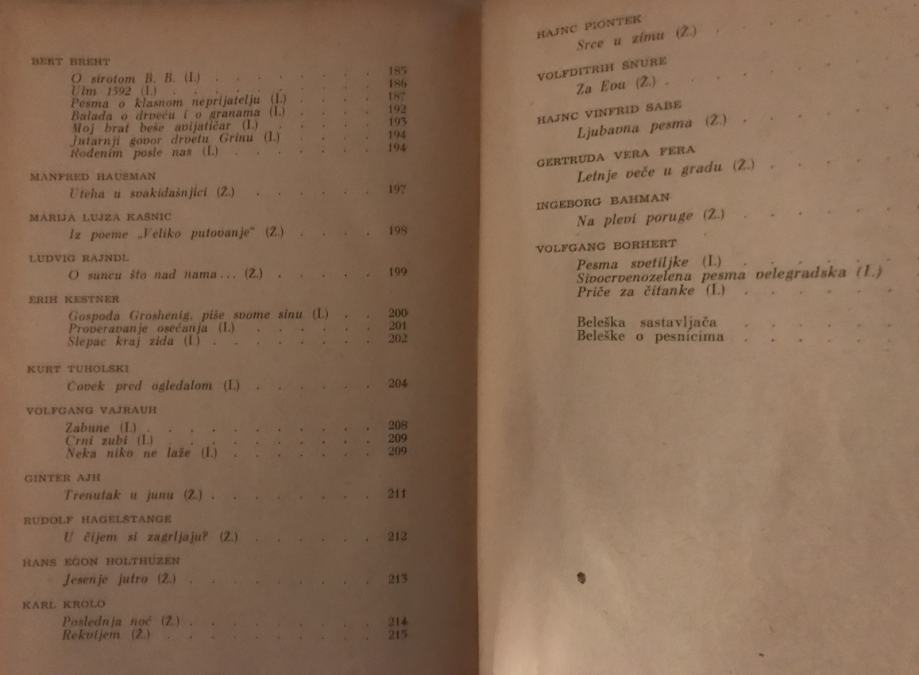 BERT BREHT
O sirotom B. B. (I.) . . . . . . . 185
Ulm 1592 (I.) . . . . . . . . 186
Pesma o klasnom neprijatelju (I.) . . . . 187
Balada o drveću i o granama (I.) . . . . 192
Moj brat beše avijatičar (I.) . . . . . 193
Jutarnji govor drvetu Grinu (I.) . . . . 194
Rođenim posle nas (I.) . . . . . . 194
MANFRED HAUSMAN
Uteha u svakidašnjici (Ž.) . . . . . 197
MARIJA LUJZA KAŠNIC
Iz poeme „Veliko putovanje“ (Ž.) . . . . 198
LUDVIG RAJNDL
O suncu što nad nama... (Ž.) . . . . . 199
ERIH KESTNER
Gospođa Groshenig, piše svome sinu (I.) . . 200
Proveravanje osećanja (I.) . . . . . 201
Slepac kraj zida (I.) . . . . . . . 202
KURT TUHOLSKI
Čovek pred ogledalom (I.) . . . . . . 204
VOLFGANG VAJRAUH
Zabune (I.) . . . . . . . . . 208
Crni zubi (I.) . . . . . . . . . 209
Neka niko ne laže (I.) . . . . . . . 209
GINTER AJH
Trenutak u junu (Ž.) . . . . . . . 211
RUDOLF HAGELŠTANGE
U čijem si zagrljaju? (Ž.) . . . . . . 212
HANS EGON HOLTHUZEN
Jesenje jutro (Ž.) . . . . . . . . 213
KARL KROLO
Poslednja noć (Ž.) . . . . . . . . 214
Rekvijem (Ž.) . . . . . . . . . 215
HAJNC PIONTEK
Srce u zimu (Ž.) . . . . .
VOLFDITRIH ŠNURE
Za Evu (Ž.) . . . . . .
HAJNC VINFRID SABE
Ljubavna pesma (Ž.) . . . .
GERTRUDA VERA FERA
Letnje veče u gradu (Ž.) . . . .
INGEBORG BAHMAN
Na plevi poruge (Ž.) . . . . .
VOLFGANG BORHERT
Pesma svetiljke (I.) . . . . .
Sivocrvenozelena pesma velegradska (I.)
Priče za čitanke (I.) . . . . .
Beleška sastavljača . . . . .
Beleške o pesnicima . . . . .